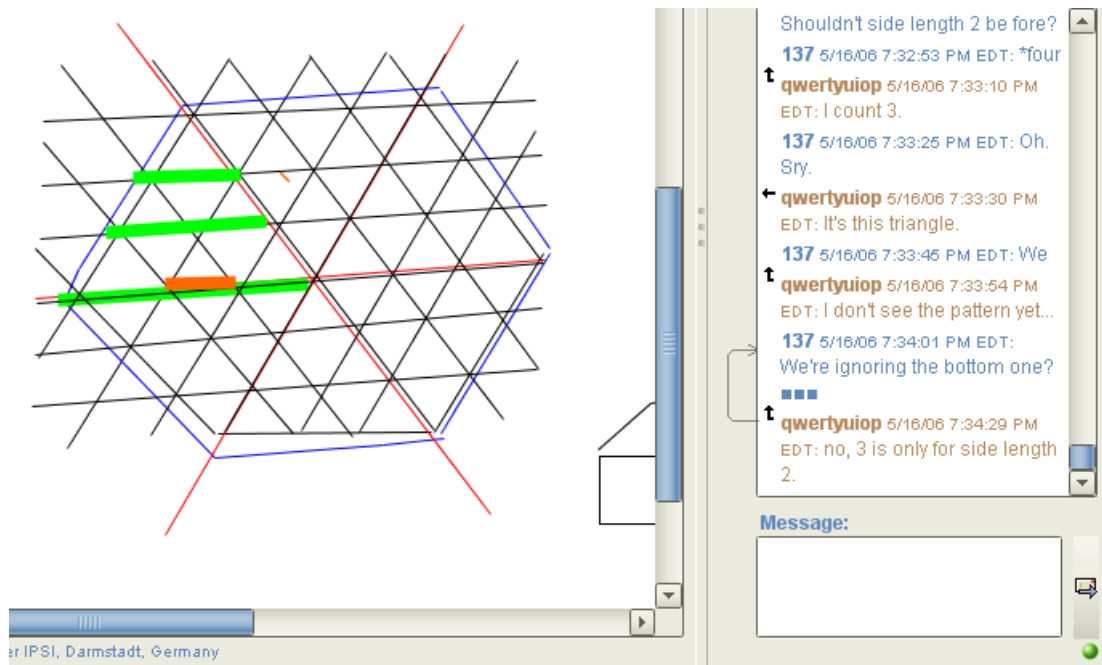 Shouldn't side length 2 be fore?
137 5/16/06 7:32:53 PM EDT: *four
qwertyuiop 5/16/06 7:33:10 PM
EDT: I count 3.
137 5/16/06 7:33:25 PM EDT: Oh.
Sry.
qwertyuiop 5/16/06 7:33:30 PM
EDT: It's this triangle.
137 5/16/06 7:33:45 PM EDT: We
qwertyuiop 5/16/06 7:33:54 PM
EDT: I don't see the pattern yet...
137 5/16/06 7:34:01 PM EDT:
We're ignoring the bottom one?
qwertyuiop 5/16/06 7:34:29 PM
EDT: no, 3 is only for side length
2.
Message:
er IPSI, Darmstadt, Germany